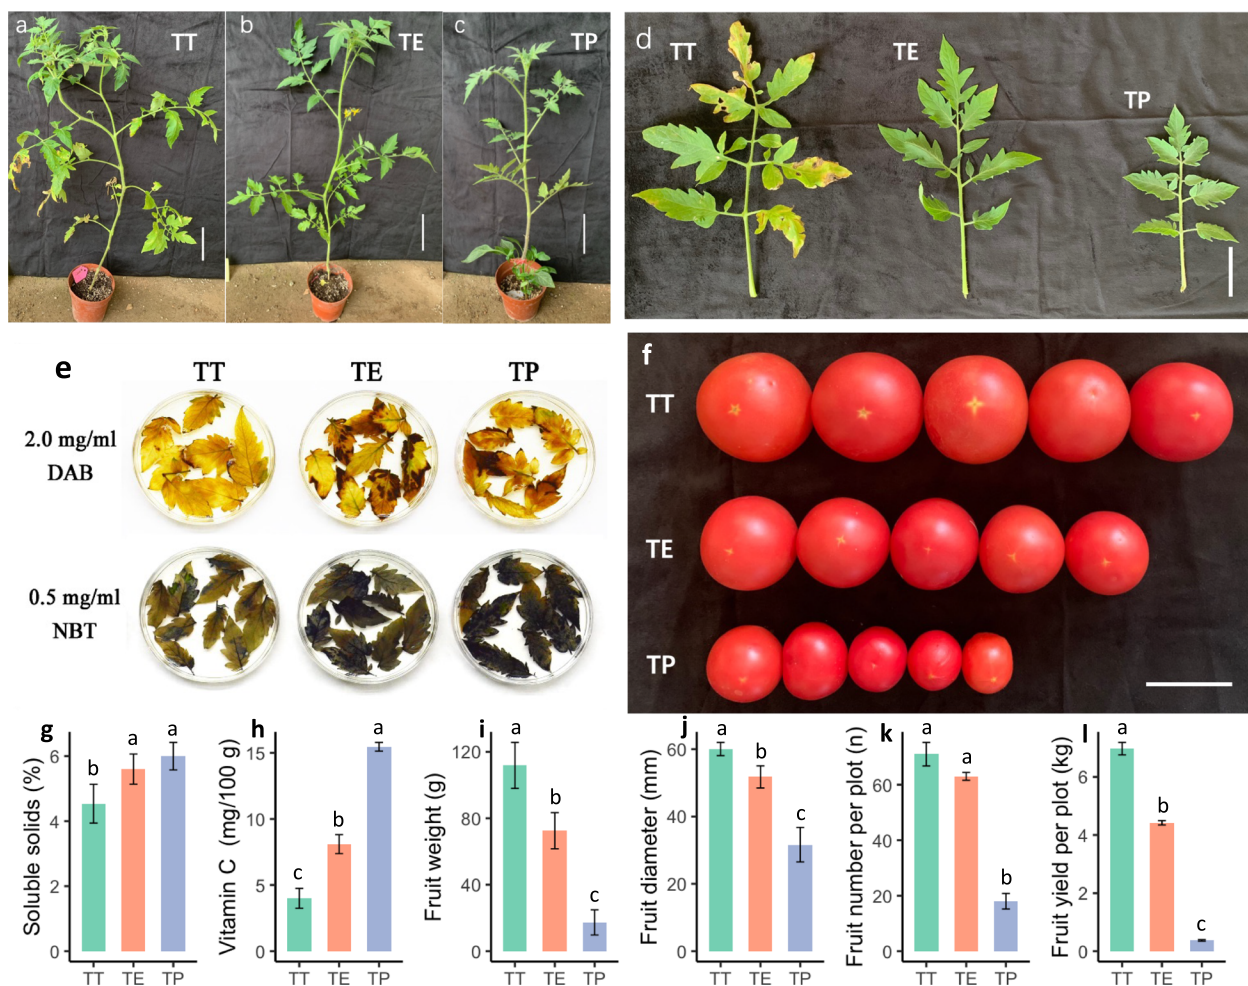 a
TT
b
TE
c
TP
d
TT
TE
TP
e
TT
TE
TP
2.0 mg/ml
DAB
0.5 mg/ml
NBT
f
TT
TE
TP
g
Soluble solids (%)
6
4
2
0
b
a
a
TT
TE
TP
h
Vitamin C (mg/100 g)
15
10
5
0
c
b
a
TT
TE
TP
i
Fruit weight (g)
120
80
40
0
a
b
c
TT
TE
TP
j
Fruit diameter (mm)
60
40
20
0
a
b
c
TT
TE
TP
k
Fruit number per plot (n)
60
40
20
0
a
a
b
TT
TE
TP
l
Fruit yield per plot (kg)
6
4
2
0
a
b
c
TT
TE
TP